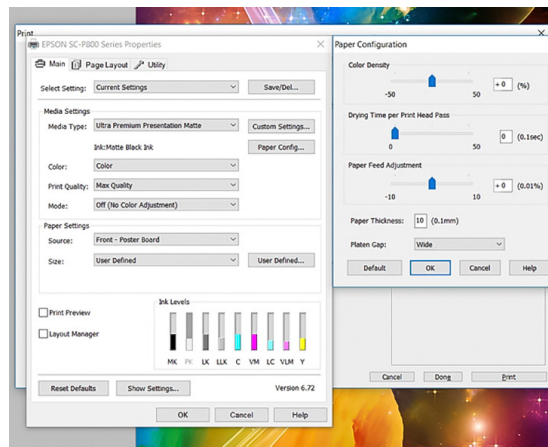 Print
EPSON SC-P800 Series Properties
Main Page Layout Utility
Select Setting: Current Settings Save/Del...
Media Settings
Media Type: Ultra Premium Presentation Matte Custom Settings...
Ink:Matte Black Ink Paper Config...
Color: Color
Print Quality: Max Quality
Mode: Off (No Color Adjustment)
Paper Settings
Source: Front - Poster Board
Size: User Defined User Defined...
Print Preview
Layout Manager
Ink Levels
MK PK LK LLK C VM LC VLM Y
Reset Defaults Show Settings... Version 6.72
OK Cancel Help
Paper Configuration
Color Density
-50 50 +0 (%)
Drying Time per Print Head Pass
0 50 0 (0.1sec)
Paper Feed Adjustment
-10 10 +0 (0.01%)
Paper Thickness: 10 (0.1mm)
Platen Gap: Wide
Default OK Cancel Help
Cancel Done Print